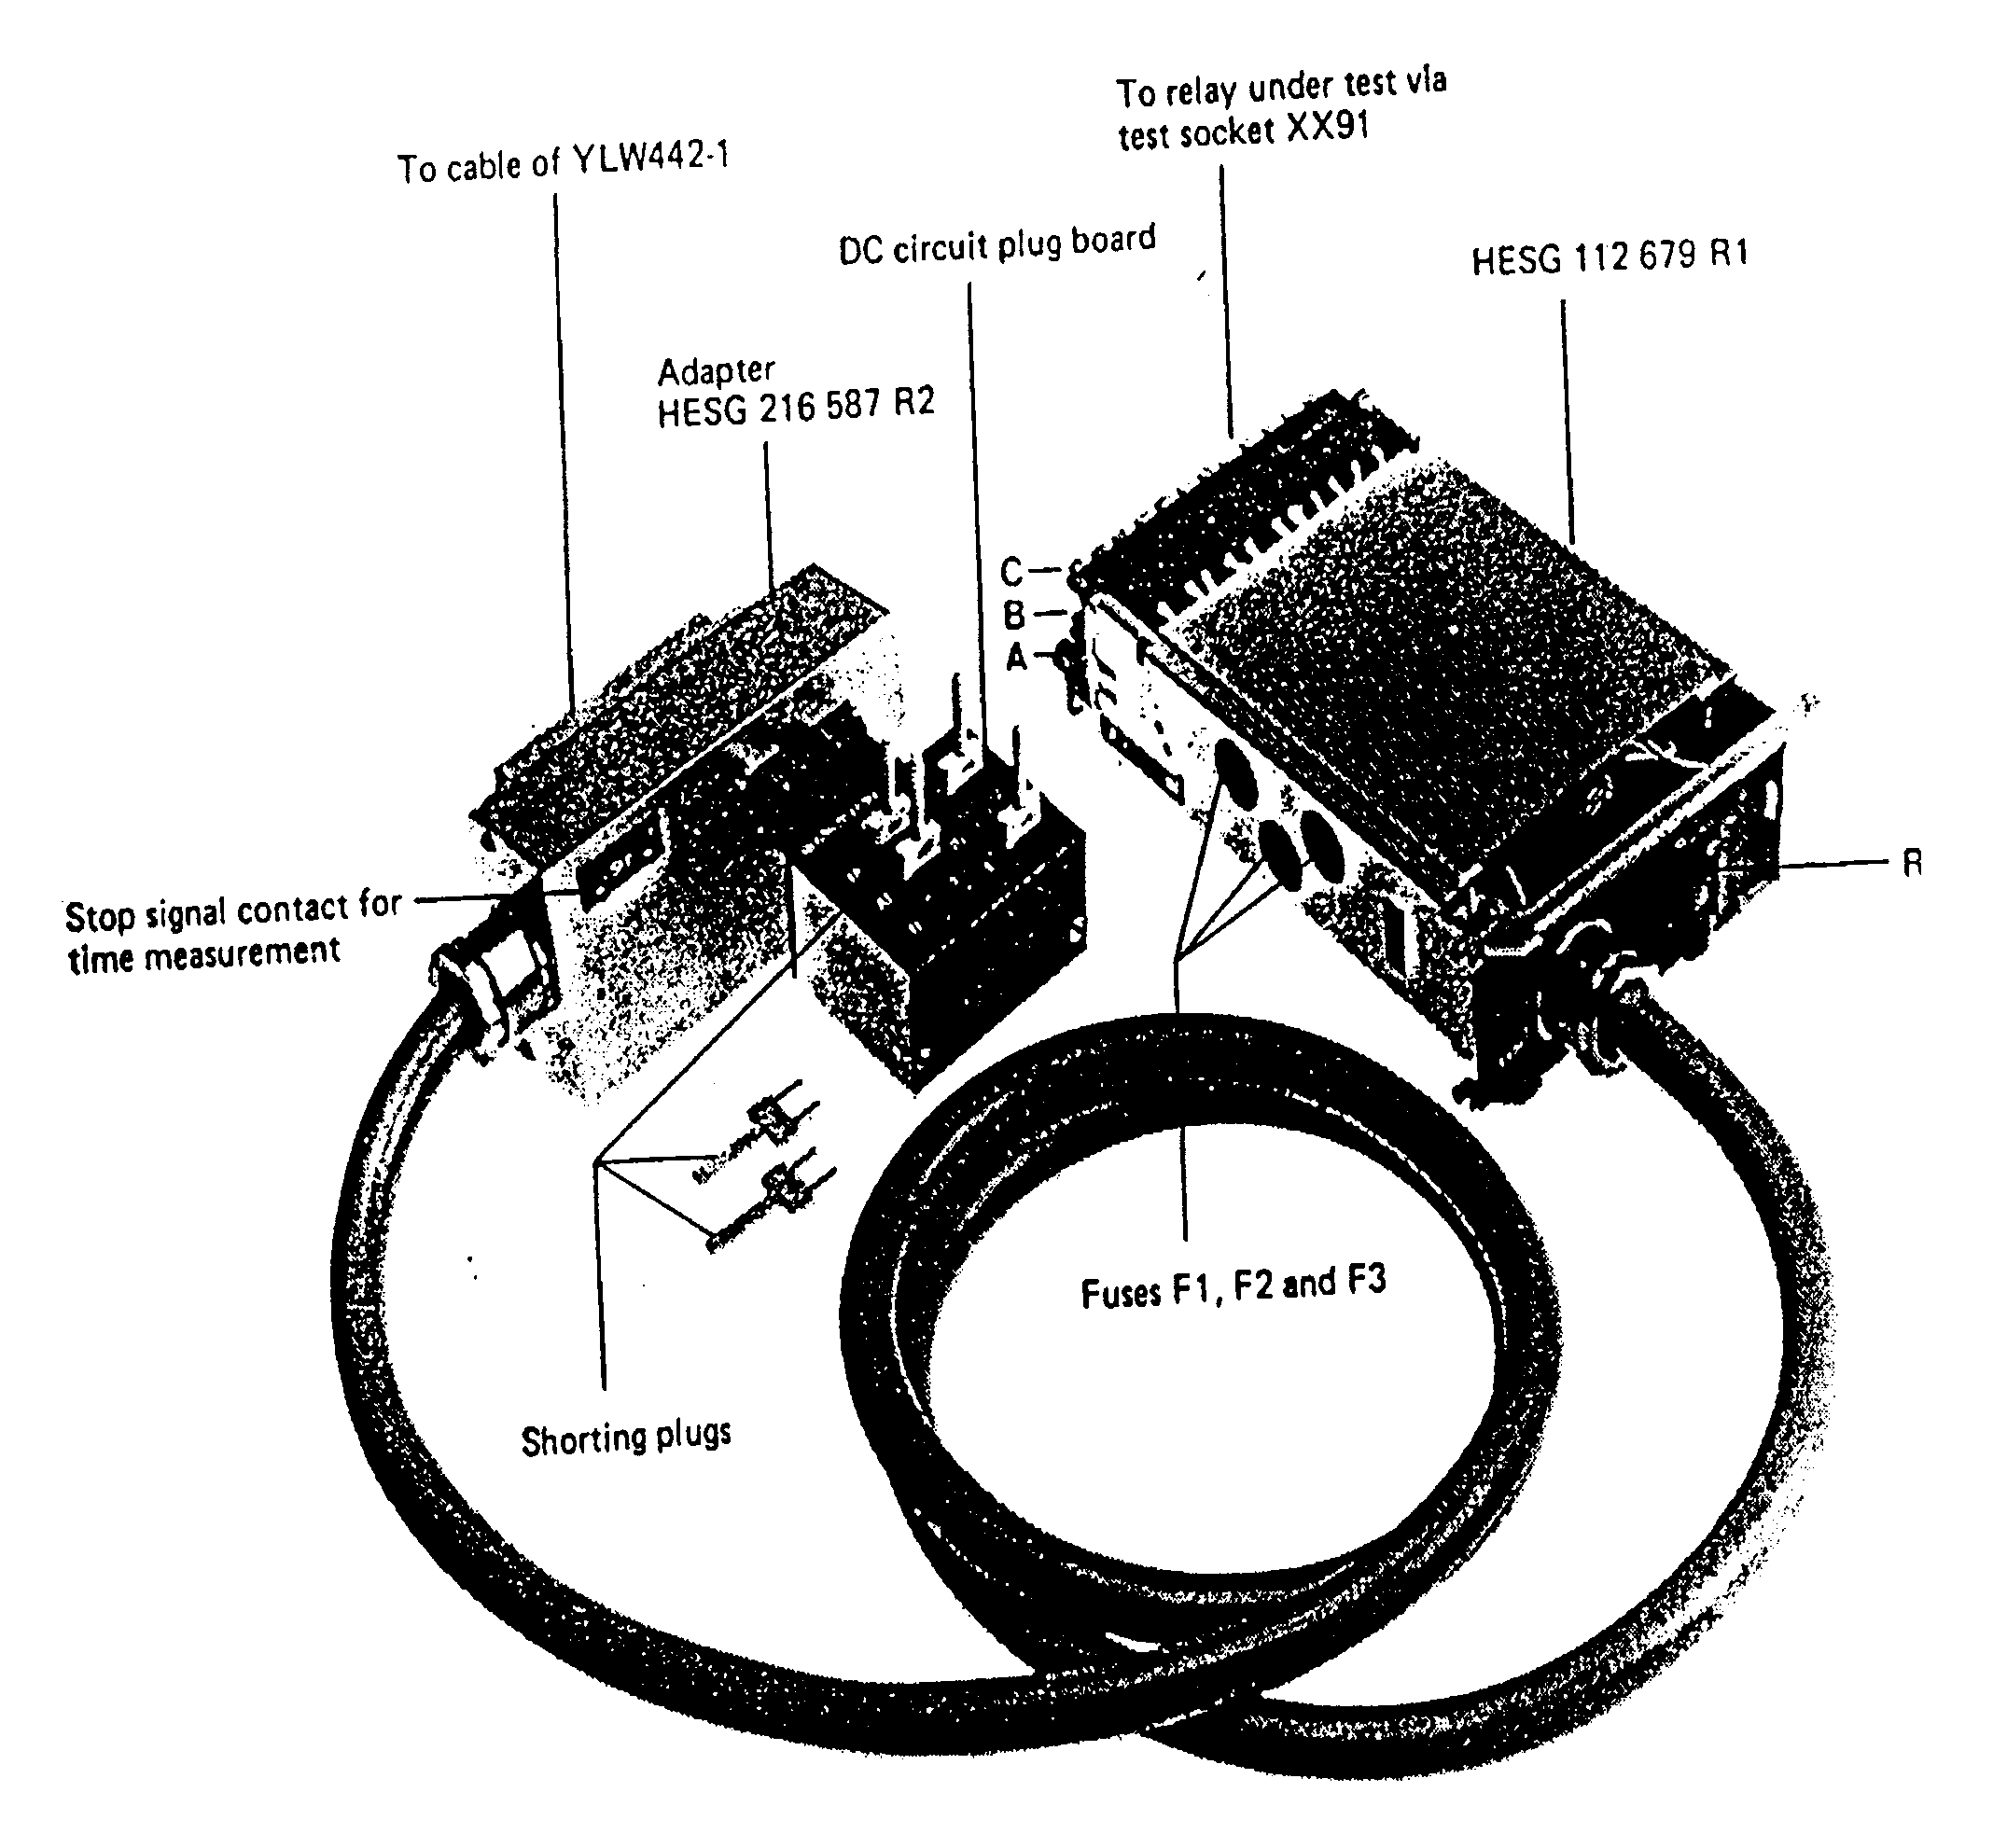 To relay under test via
test socket XX91
To cable of YLW442-1
DC circuit plug board
HESG 112 679 R1
Adapter
HESG 216 587 R2
C
B
A
R
Stop signal contact for
time measurement
Fuses F1, F2 and F3
Shorting plugs